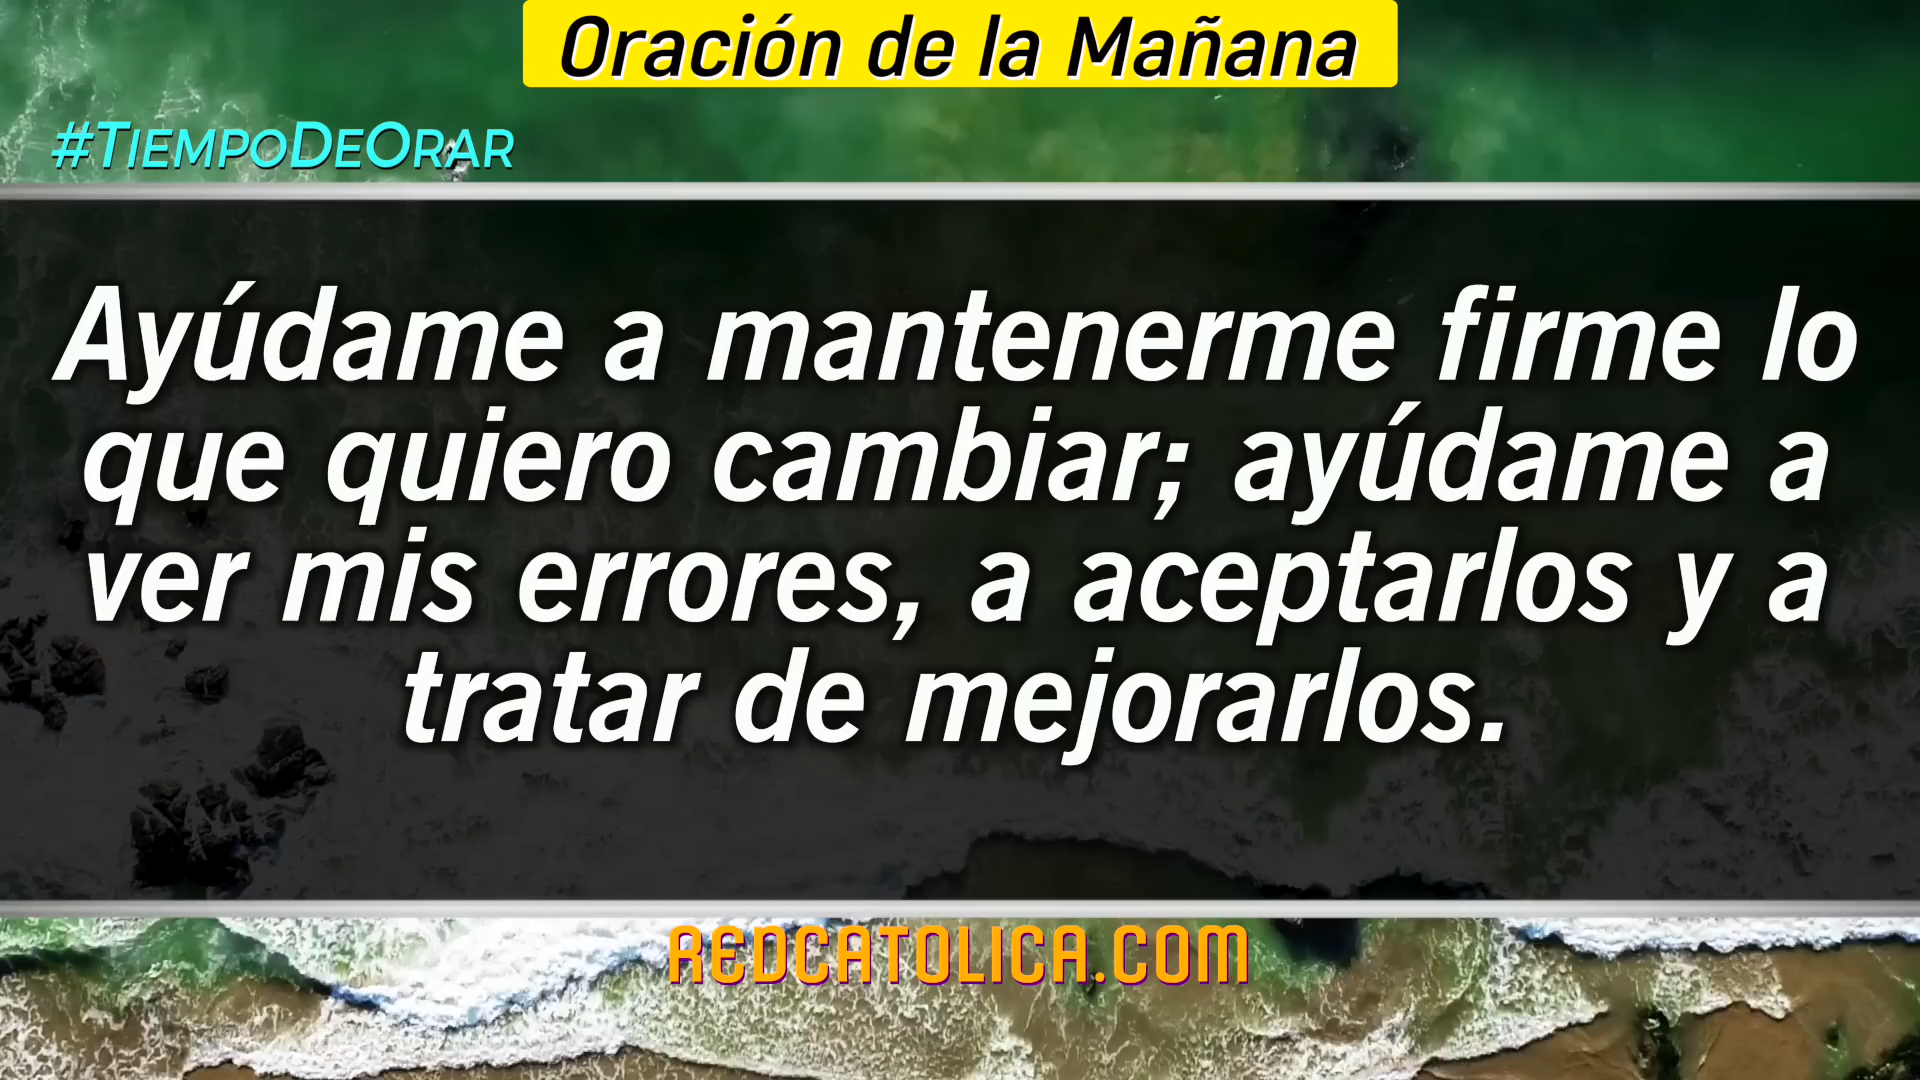 Oración de la Mañana
#TiempoDeOrar
Ayúdame a mantenerme firme lo
que quiero cambiar; ayúdame a
ver mis errores, a aceptarlos y a
tratar de mejorarlos.
REDCATOLICA.COM